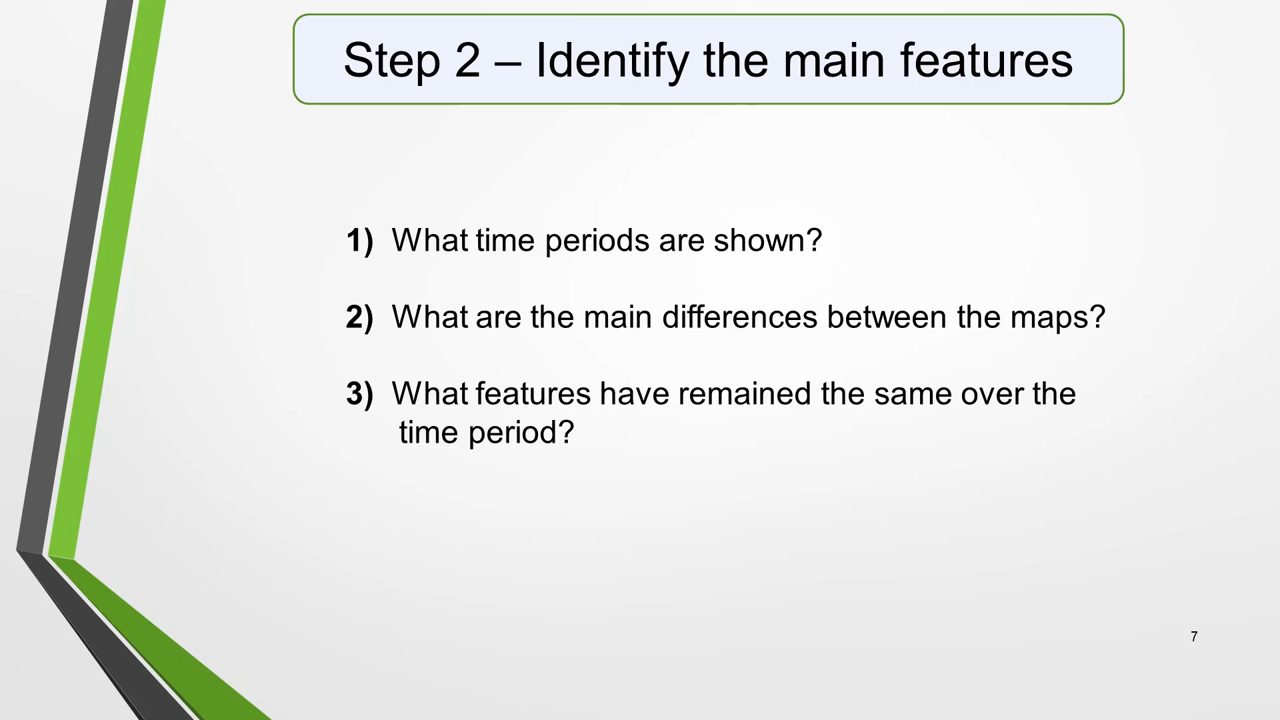 Step 2 – Identify the main features
1) What time periods are shown?
2) What are the main differences between the maps?
3) What features have remained the same over the
time period?
7